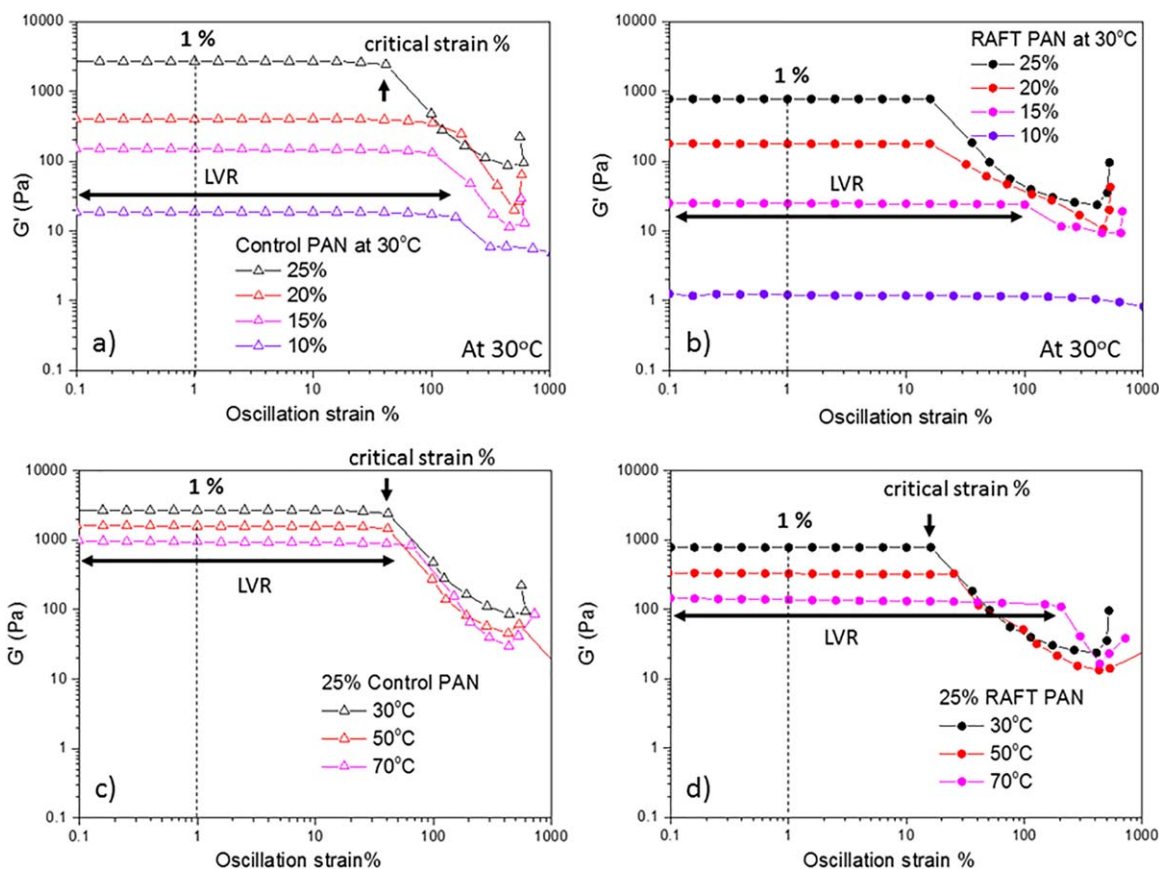 10000
1000
100
10
1
0.1
G' (Pa)
1 %
critical strain %
LVR
Control PAN at 30°C
25%
20%
15%
10%
a)
At 30°C
0.1 1 10 100 1000
Oscillation strain %
10000
1000
100
10
1
0.1
G' (Pa)
1 %
RAFT PAN at 30°C
25%
20%
15%
10%
LVR
b)
At 30°C
0.1 1 10 100 1000
Oscillation strain %
critical strain %
10000
1000
100
10
1
0.1
G' (Pa)
1 %
LVR
25% Control PAN
30°C
50°C
70°C
c)
0.1 1 10 100 1000
Oscillation strain%
10000
1000
100
10
1
0.1
G' (Pa)
critical strain %
1 %
LVR
25% RAFT PAN
30°C
50°C
70°C
d)
0.1 1 10 100 1000
Oscillation strain %